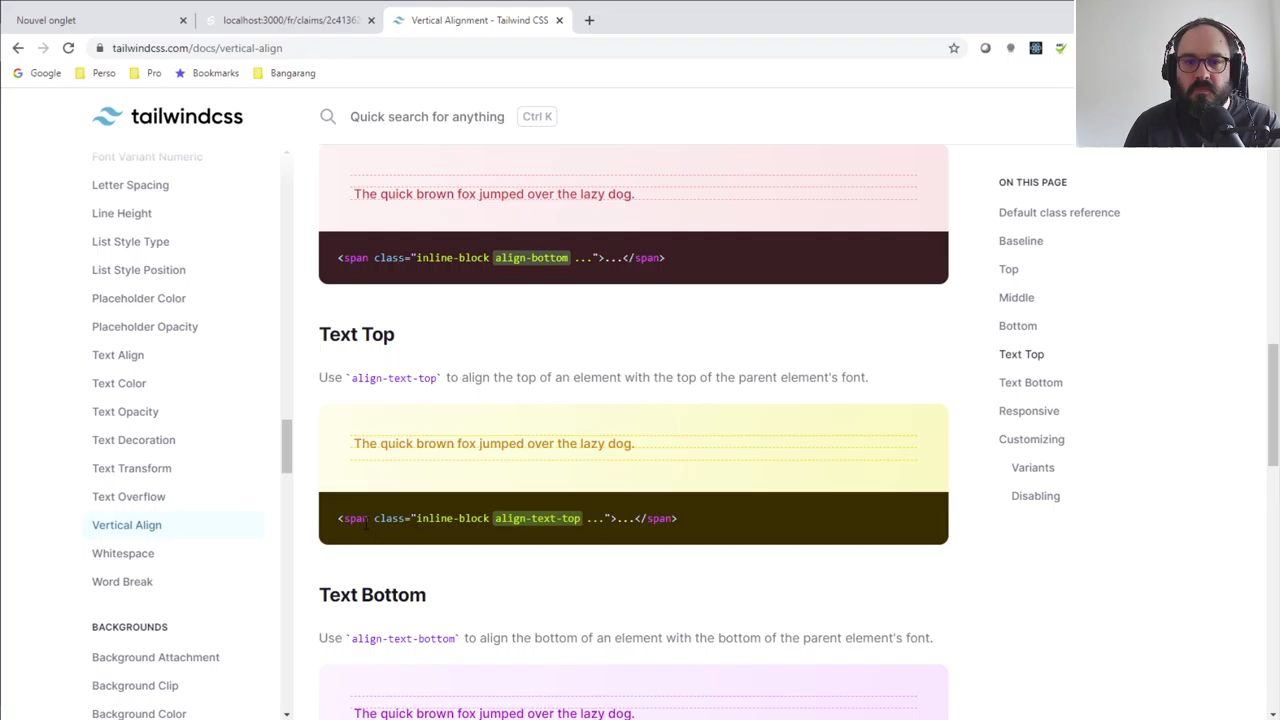 Nouvel onglet
localhost:3000/fr/claims/2c4136
Vertical Alignment - Tailwind CSS
tailwindcss.com/docs/vertical-align
Google
Perso
Pro
Bookmarks
Bangarang
tailwindcss
Quick search for anything
Ctrl K
Font Variant Numeric
Letter Spacing
Line Height
List Style Type
List Style Position
Placeholder Color
Placeholder Opacity
Text Align
Text Color
Text Opacity
Text Decoration
Text Transform
Text Overflow
Vertical Align
Whitespace
Word Break
BACKGROUNDS
Background Attachment
Background Clip
Background Color
The quick brown fox jumped over the lazy dog.
<span class="inline-block align-bottom ...">...</span>
Text Top
Use `align-text-top` to align the top of an element with the top of the parent element's font.
The quick brown fox jumped over the lazy dog.
<span class="inline-block align-text-top ...">...</span>
Text Bottom
Use `align-text-bottom` to align the bottom of an element with the bottom of the parent element's font.
The quick brown fox jumped over the lazy dog.
ON THIS PAGE
Default class reference
Baseline
Top
Middle
Bottom
Text Top
Text Bottom
Responsive
Customizing
Variants
Disabling